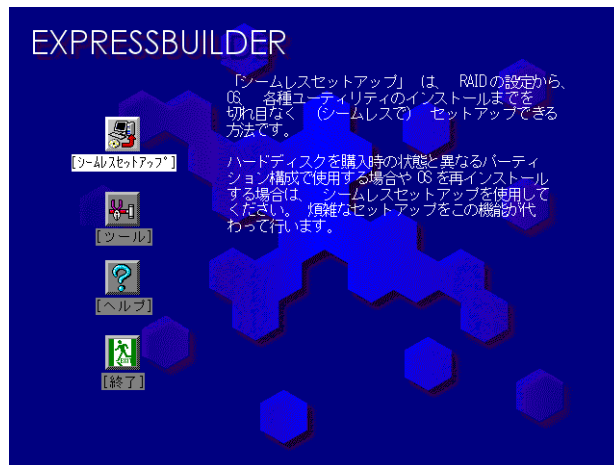 EXPRESSBUILDER
「シームレスセットアップ」 は、 RAIDの設定から、
OS、 各種ユーティリティのインストールまでを
切れ目なく （シームレスで） セットアップできる
方法です。
[シームレスセットアップ]
ハードディスクを購入時の状態と異なるパーティ
ション構成で使用する場合や OSを再インストール
する場合は、 シームレスセットアップを使用して
ください。 煩雑なセットアップをこの機能が代
わって行います。
[ツール]
[ヘルプ]
[終了]